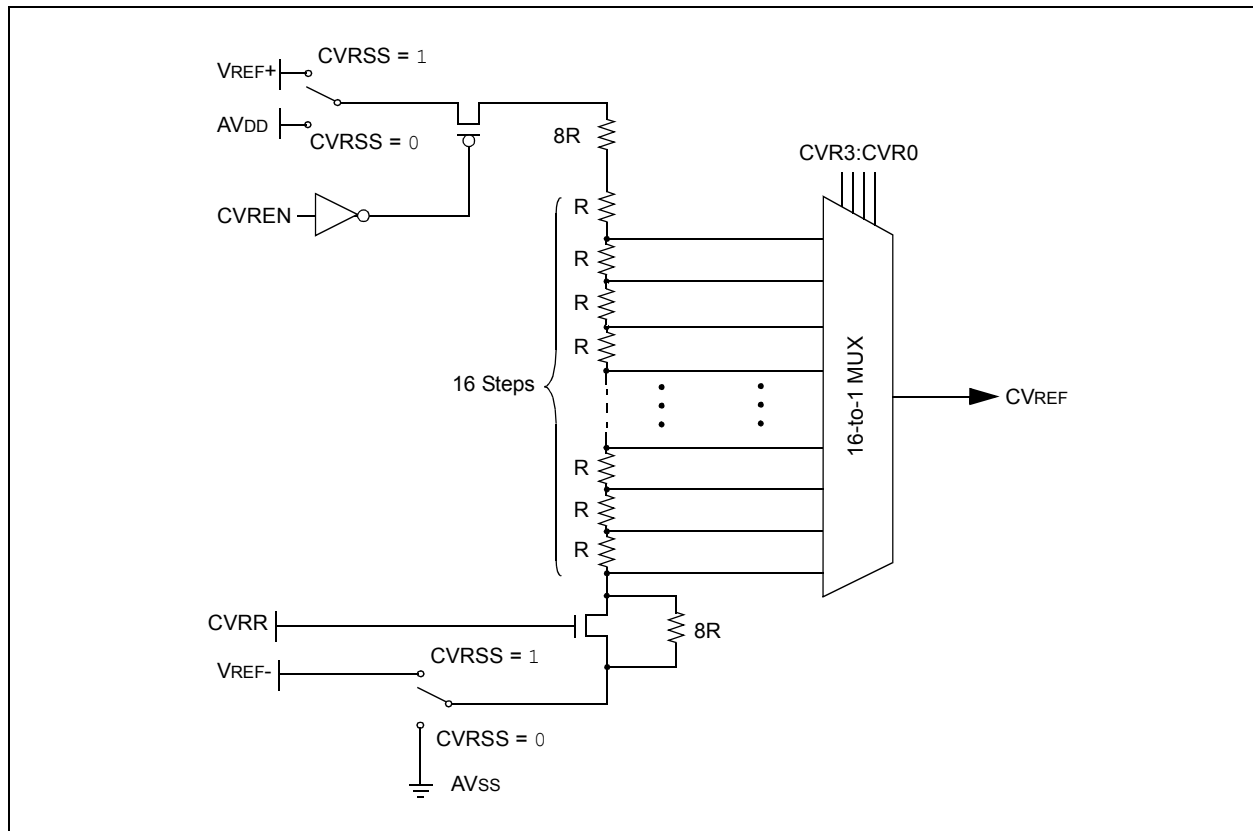 CVRSS = 1
VREF+
AVDD
CVRSS = 0
8R
CVR3:CVR0
CVREN
R
R
R
R
16 Steps
16-to-1 MUX
CVREF
R
R
R
CVRR
8R
CVRSS = 1
VREF-
CVRSS = 0
AVSS